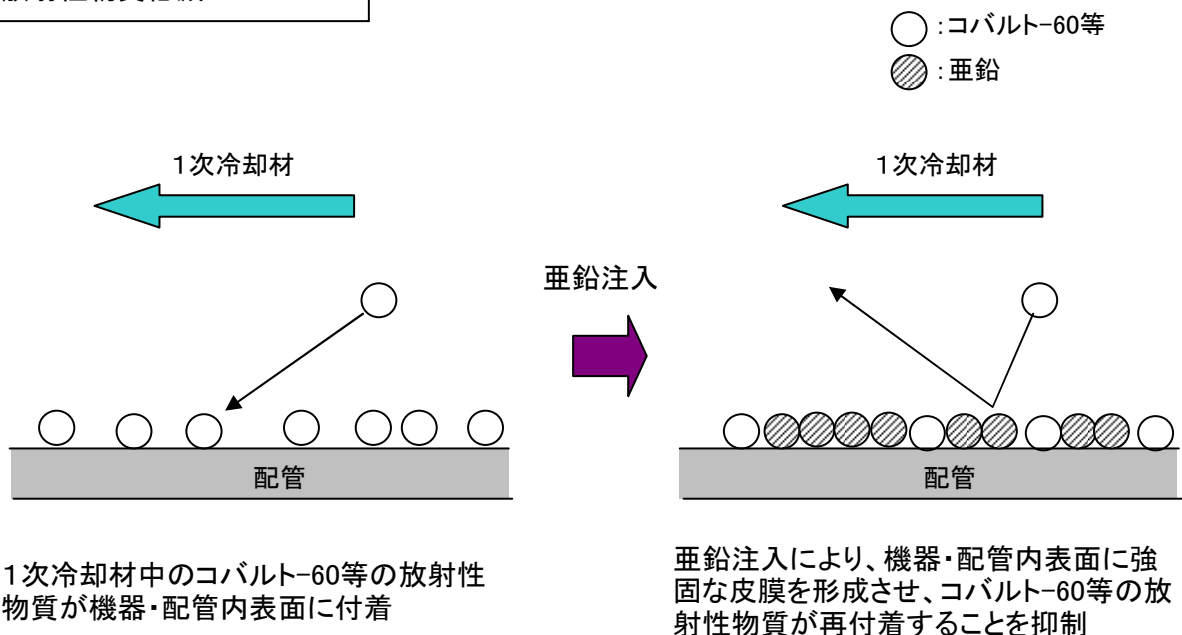 :コバルト-60等
:亜鉛
1次冷却材
1次冷却材
亜鉛注入
配管
配管
1次冷却材中のコバルト-60等の放射性
物質が機器・配管内表面に付着
亜鉛注入により、機器・配管内表面に強
固な皮膜を形成させ、コバルト-60等の放
射性物質が再付着することを抑制